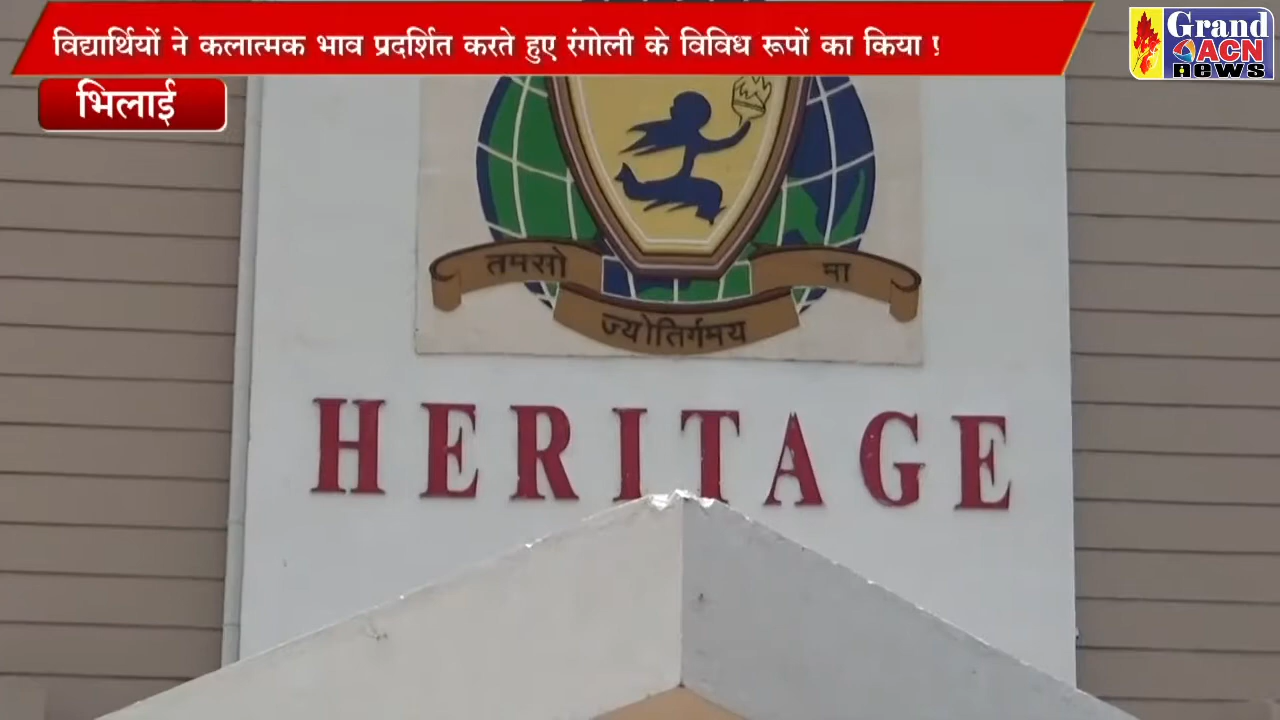 विद्यार्थियों ने कलात्मक भाव प्रदर्शित करते हुए रंगोली के विविध रूपों का किया
Grand
ACN
news
भिलाई
तमसो मा
ज्योतिर्गमय
HERITAGE